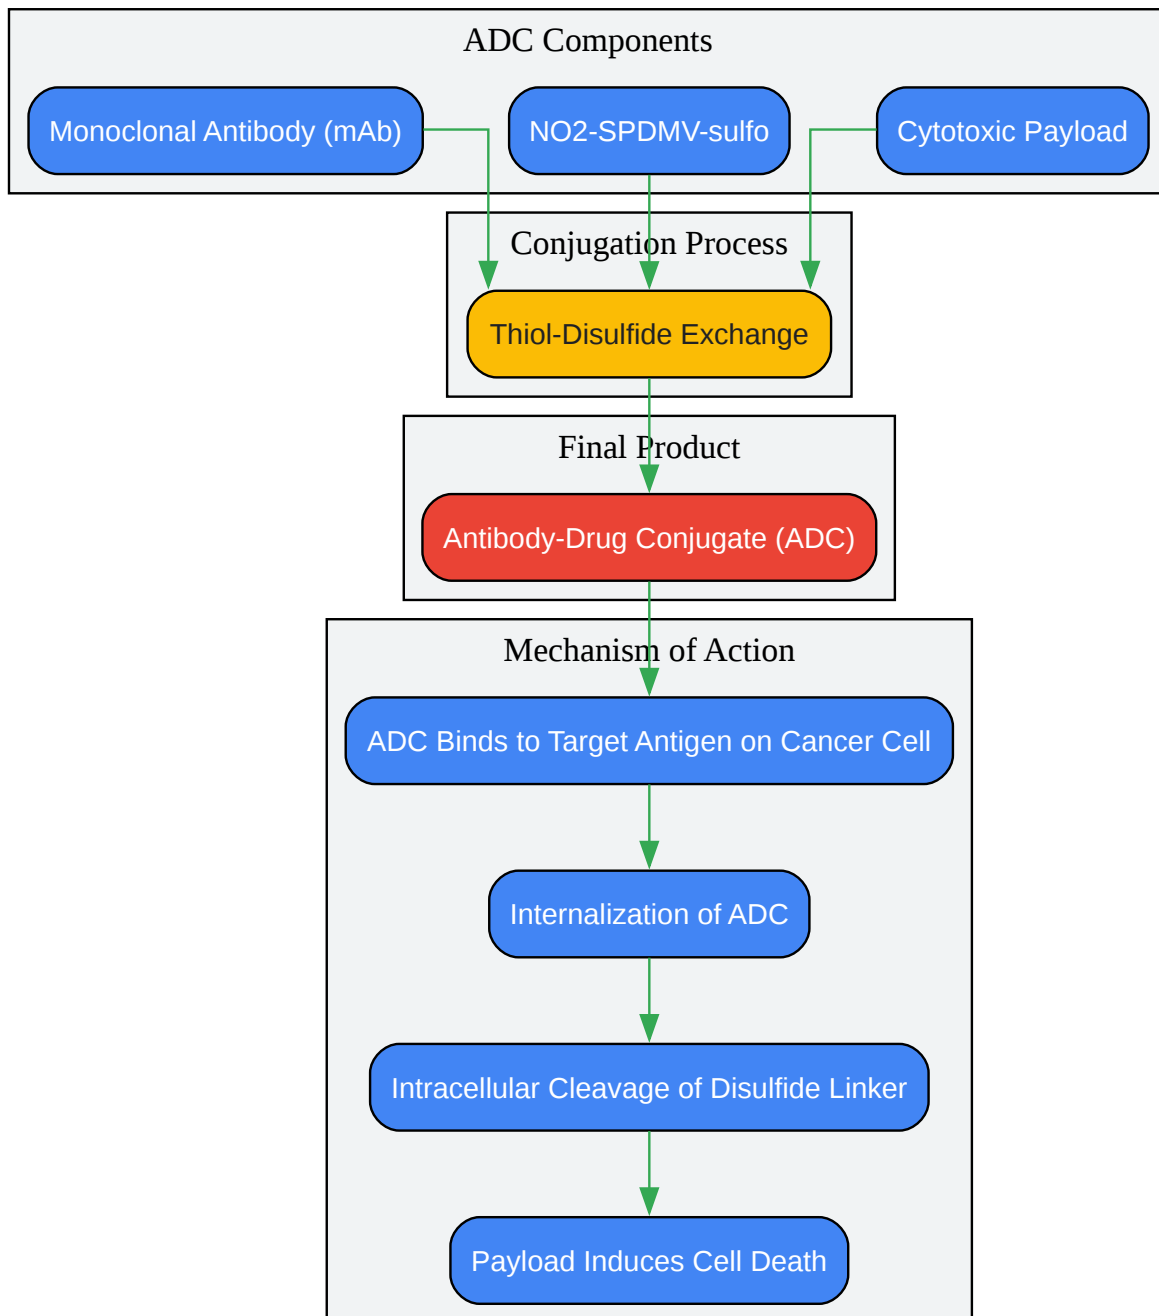 ADC Components
Monoclonal Antibody (mAb)
NO2-SPDMV-sulfo
Cytotoxic Payload
Conjugation Process
Thiol-Disulfide Exchange
Final Product
Antibody-Drug Conjugate (ADC)
Mechanism of Action
ADC Binds to Target Antigen on Cancer Cell
Internalization of ADC
Intracellular Cleavage of Disulfide Linker
Payload Induces Cell Death